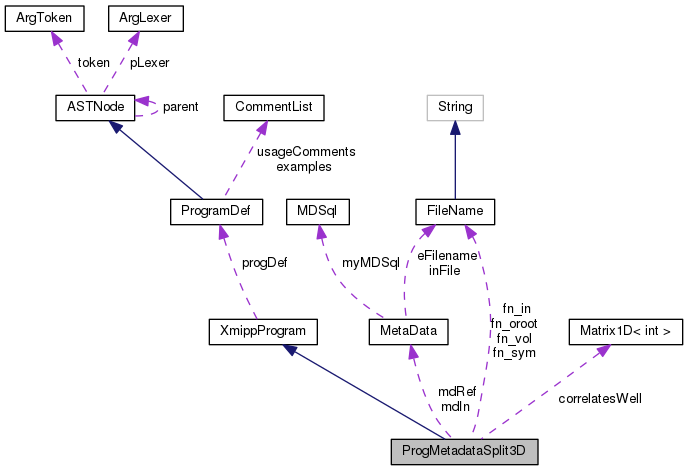 ArgToken
ArgLexer
token
pLexer
ASTNode
parent
CommentList
String
usageComments
examples
ProgramDef
MDSql
FileName
progDef
myMDSql
eFilename
inFile
fn_in
fn_oroot
fn_vol
fn_sym
XmippProgram
MetaData
Matrix1D< int >
mdRef
mdIn
correlatesWell
ProgMetadataSplit3D